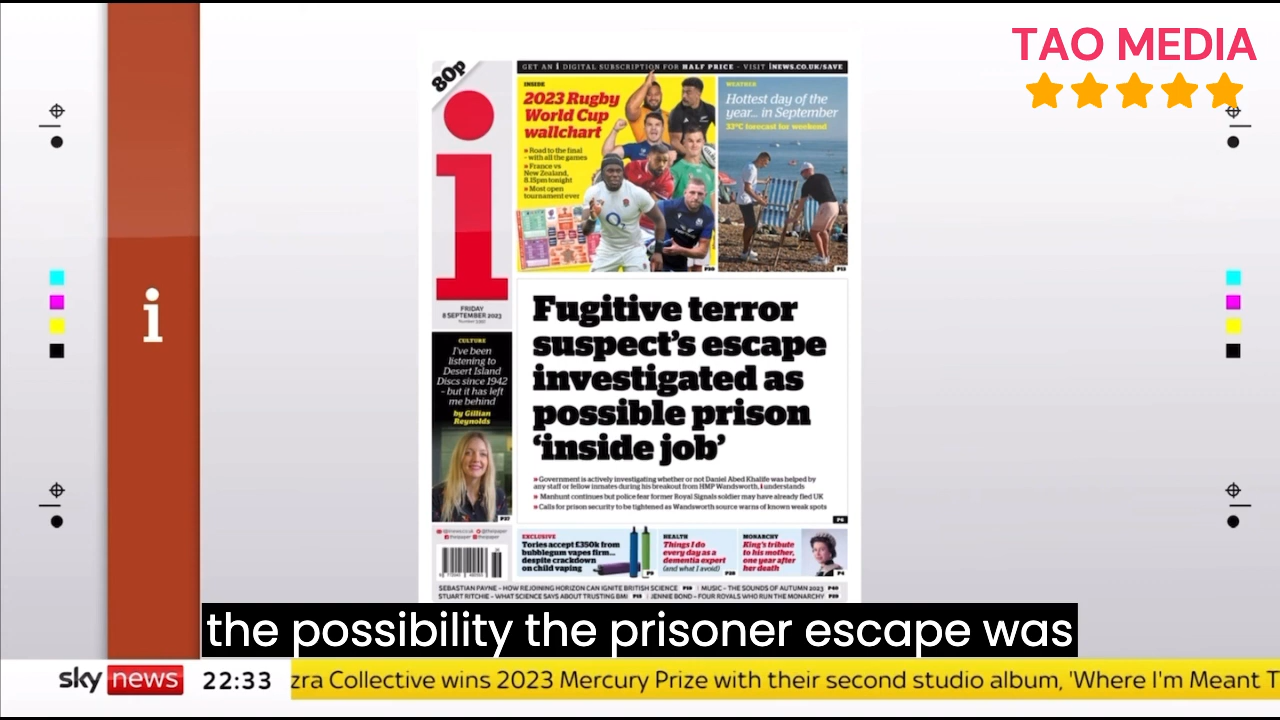 TAO MEDIA
80p
GET AN i DIGITAL SUBSCRIPTION FOR HALF PRICE - VISIT INEWS.CO.UK/SAVE
i
FRIDAY
8 SEPTEMBER 2023
INSIDE
2023 Rugby
World Cup
wallchart
» Road to the final
- with all the games
» France vs
New Zealand,
8.15pm tonight
» Most open
tournament ever
P20
WEATHER
Hottest day of the
year... in September
33°C forecast for weekend
P13
i
CULTURE
I've been
listening to
Desert Island
Discs since 1942
- but it has left
me behind
by Gillian
Reynolds
P27
Fugitive terror
suspect's escape
investigated as
possible prison
'inside job'
» Government is actively investigating whether or not Daniel Abed Khalife was helped by
any staff or fellow inmates during his breakout from HMP Wandsworth, i understands
» Manhunt continues but police fear former Royal Signals soldier may have already fled UK
» Calls for prison security to be tightened as Wandsworth source warns of known weak spots
P6
EXCLUSIVE
Tories accept £350k from
bubblegum vapes firm...
despite crackdown
on child vaping
P9
HEALTH
Things I do
every day as a
dementia expert
(and what I avoid)
MONARCHY
King's tribute
to his mother,
one year after
her death
SEBASTIAN PAYNE – HOW REJOINING HORIZON CAN IGNITE BRITISH SCIENCE | MUSIC – THE SOUNDS OF AUTUMN 2023
STUART RITCHIE – WHAT SCIENCE SAYS ABOUT TRUSTING BMI | JENNIE BOND – FOUR ROYALS WHO RUN THE MONARCHY
the possibility the prisoner escape was
sky news 22:33 zra Collective wins 2023 Mercury Prize with their second studio album, 'Where I'm Meant T